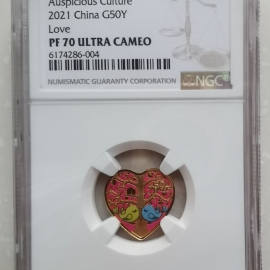 Auspicious Culture
2021 China G50Y
Love
PF 70 ULTRA CAMEO
NUMISMATIC GUARANTY CORPORATION
NGC
6174286-004